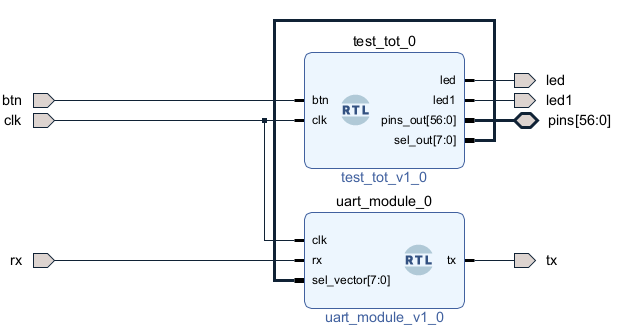 test_tot_0
btn
clk
btn
clk
RTL
led
led1
pins_out[56:0]
sel_out[7:0]
led
led1
pins[56:0]
test_tot_v1_0
uart_module_0
rx
clk
rx
sel_vector[7:0]
RTL
tx
tx
uart_module_v1_0